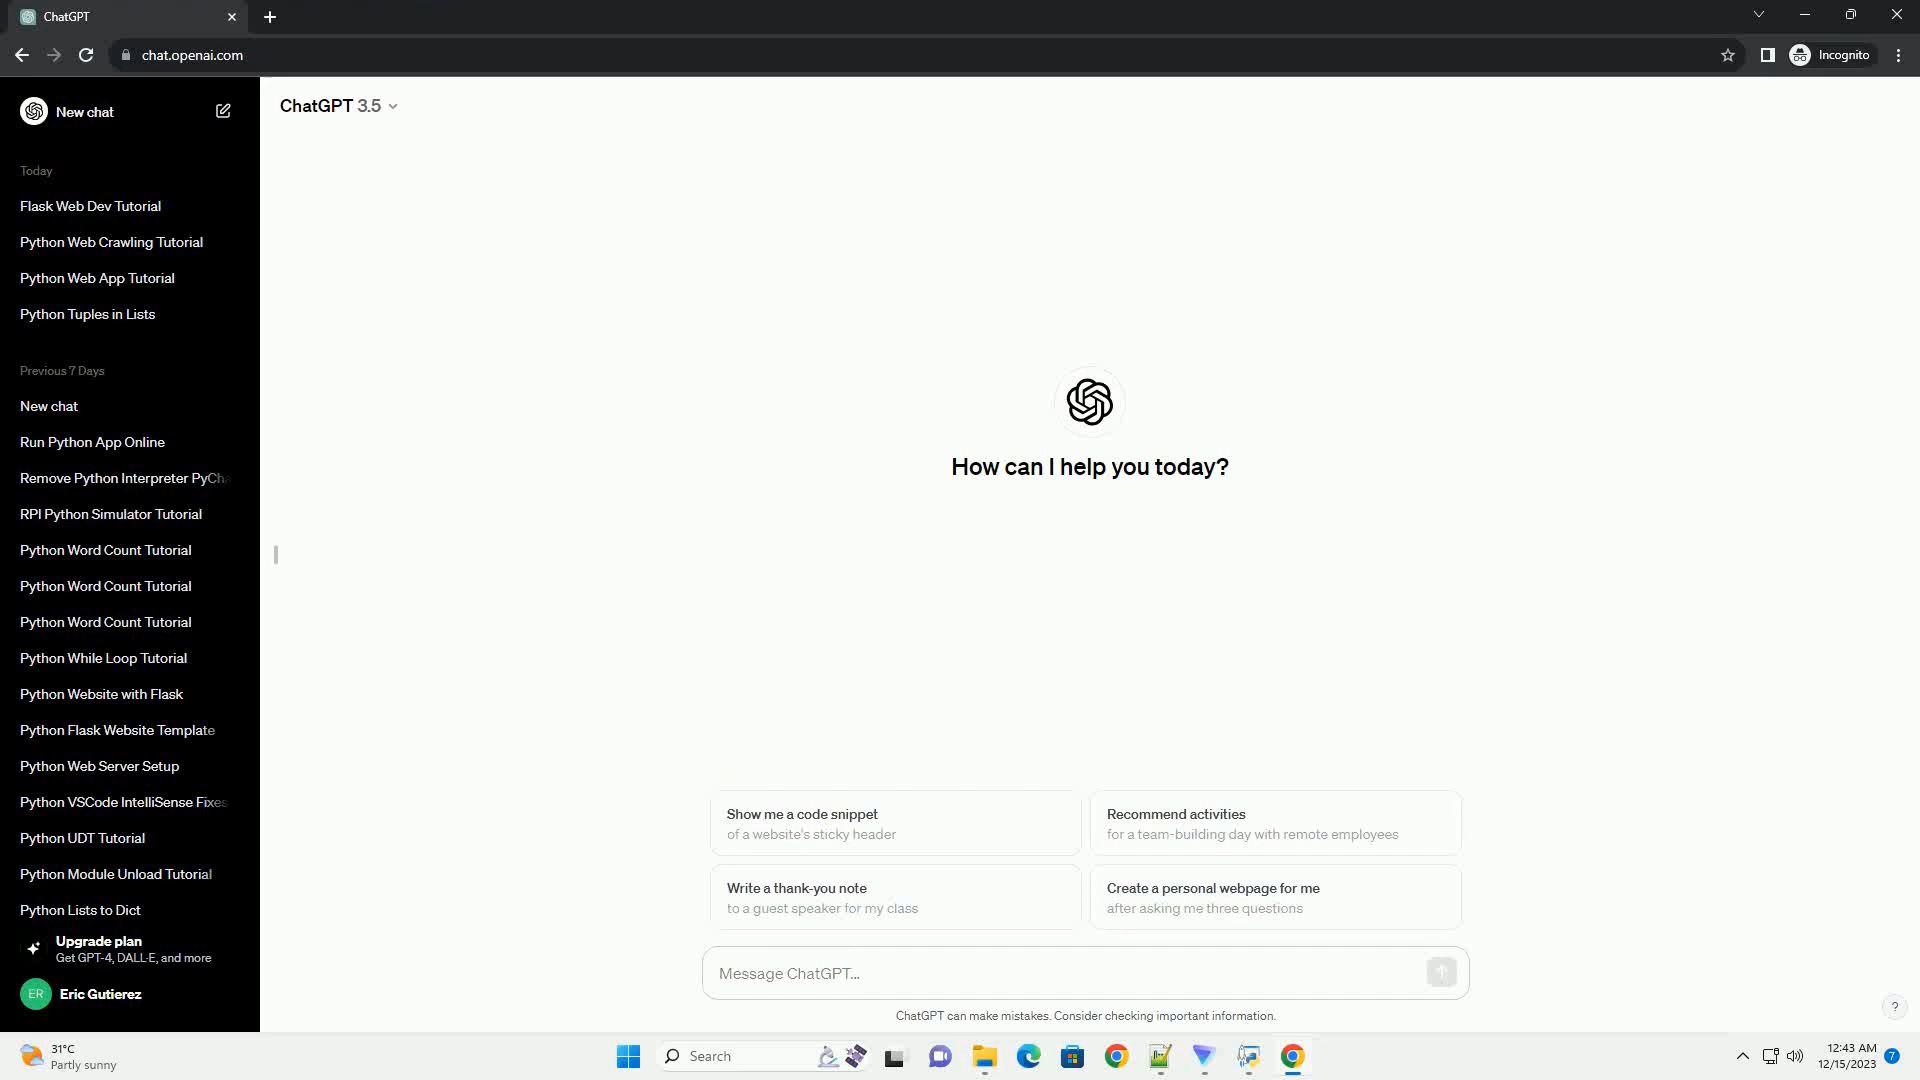 ChatGPT
chat.openai.com
Incognito
New chat
ChatGPT 3.5
Today
Flask Web Dev Tutorial
Python Web Crawling Tutorial
Python Web App Tutorial
Python Tuples in Lists
Previous 7 Days
New chat
Run Python App Online
Remove Python Interpreter PyCha
RPI Python Simulator Tutorial
Python Word Count Tutorial
Python Word Count Tutorial
Python Word Count Tutorial
Python While Loop Tutorial
Python Website with Flask
Python Flask Website Template
Python Web Server Setup
Python VSCode IntelliSense Fixes
Python UDT Tutorial
Python Module Unload Tutorial
Python Lists to Dict
Upgrade plan
Get GPT-4, DALL·E, and more
ER
Eric Gutierez
How can I help you today?
Show me a code snippet
of a website's sticky header
Recommend activities
for a team-building day with remote employees
Write a thank-you note
to a guest speaker for my class
Create a personal webpage for me
after asking me three questions
Message ChatGPT...
ChatGPT can make mistakes. Consider checking important information.
?
31°C
Partly sunny
Search
12:43 AM
12/15/2023
7